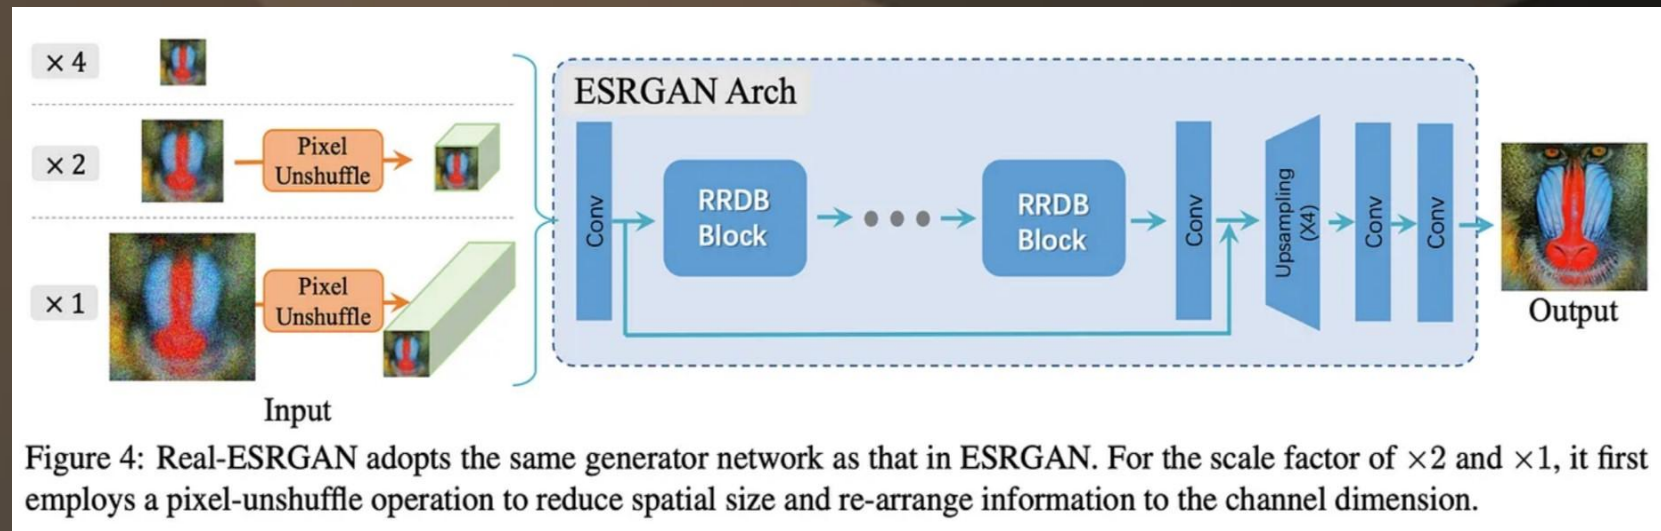 ×4
×2
Pixel
Unshuffle
×1
Pixel
Unshuffle
Input
ESRGAN Arch
Conv
RRDB
Block
RRDB
Block
Conv
Upsampling
(X4)
Conv
Conv
Output
Figure 4: Real-ESRGAN adopts the same generator network as that in ESRGAN. For the scale factor of ×2 and ×1, it first
employs a pixel-unshuffle operation to reduce spatial size and re-arrange information to the channel dimension.